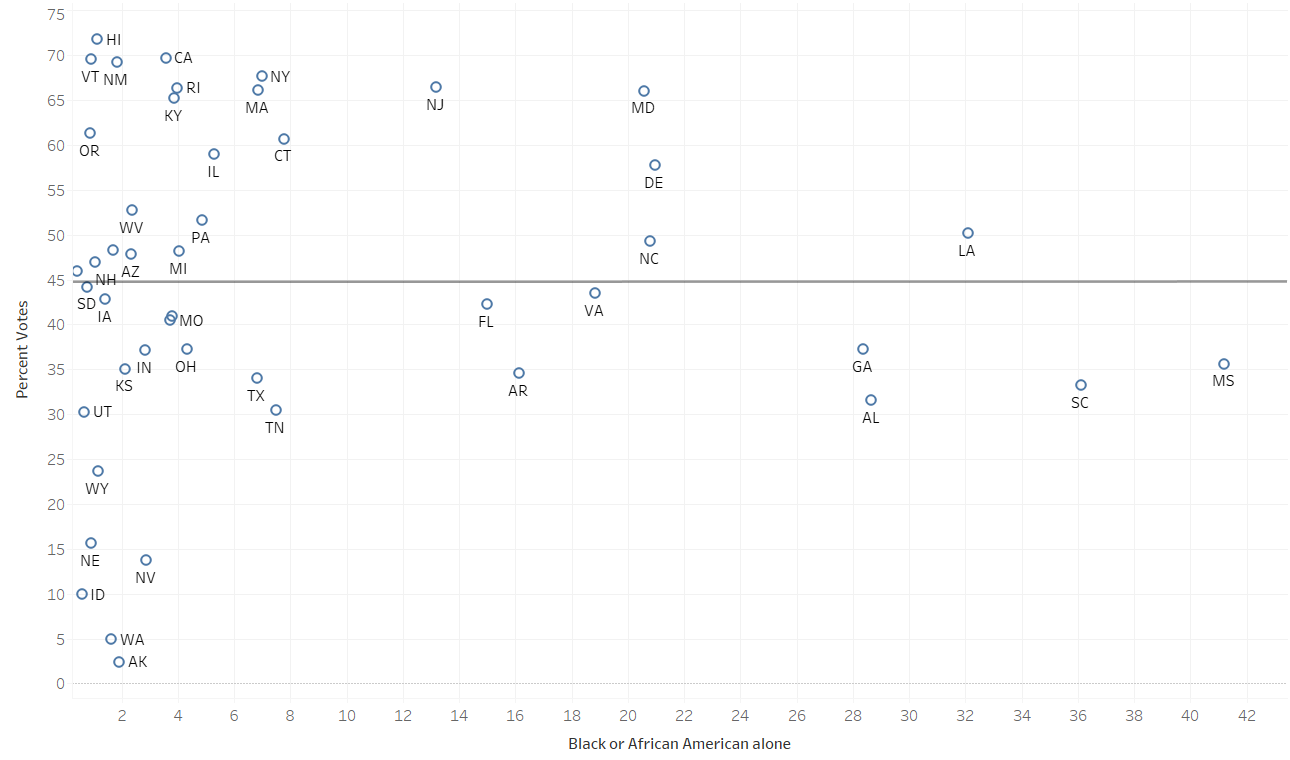 75
HI
70
CA
VT
NM
NY
RI
65
KY
MA
NJ
MD
60
OR
CT
IL
55
DE
50
WV
PA
NC
LA
45
NH
AZ
MI
SD
IA
40
MO
FL
VA
35
KS
IN
OH
TX
AR
GA
MS
30
UT
TN
AL
SC
25
WY
20
15
NE
NV
10
ID
5
WA
AK
0
Percent Votes
2 4 6 8 10 12 14 16 18 20 22 24 26 28 30 32 34 36 38 40 42
Black or African American alone